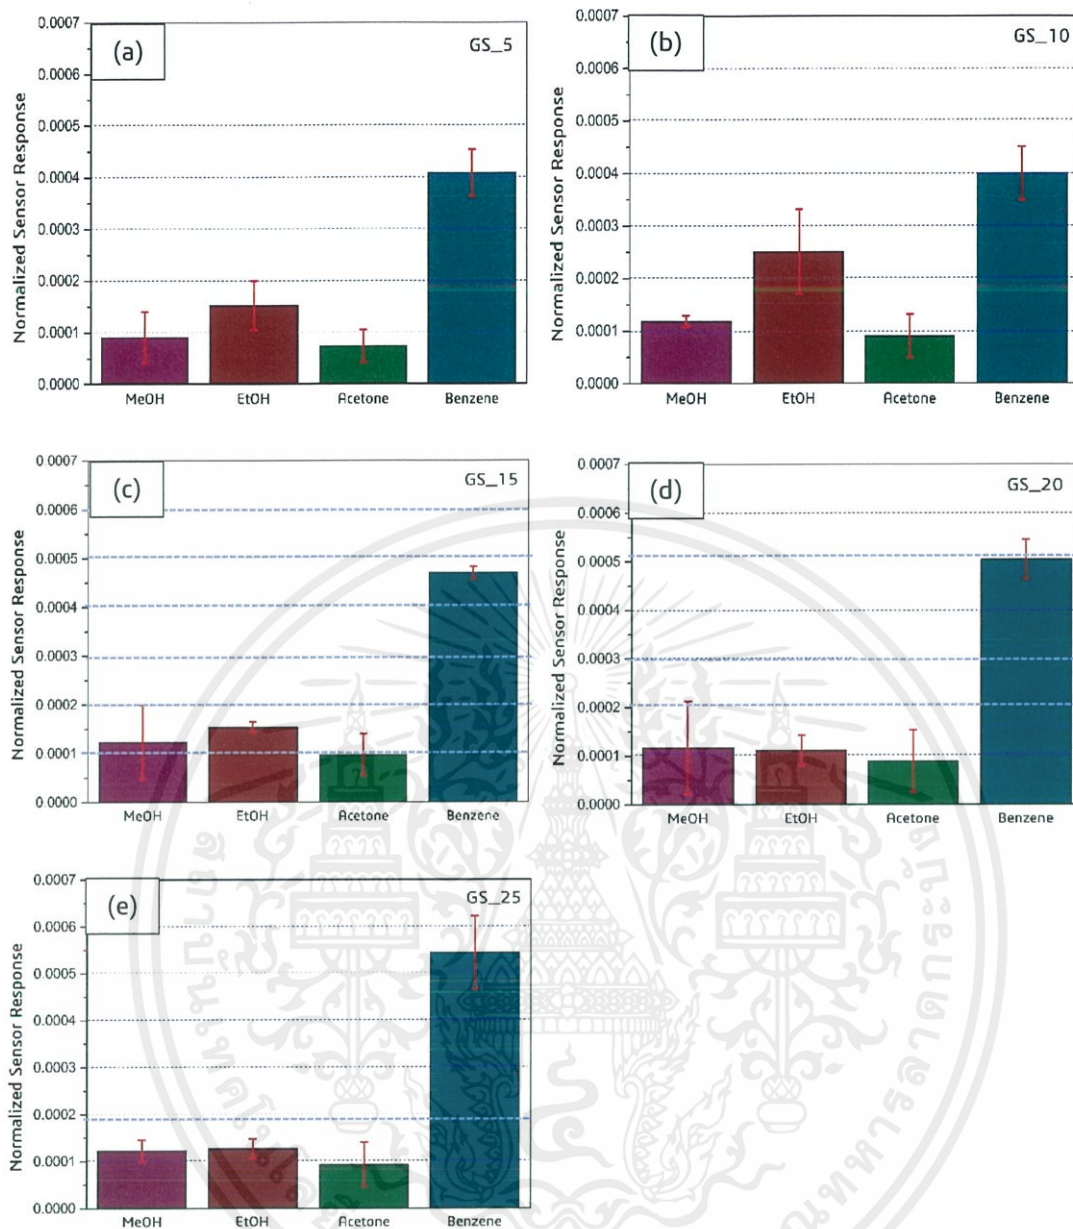 (a)
GS_5
Normalized Sensor Response
0.0007
0.0006
0.0005
0.0004
0.0003
0.0002
0.0001
0.0000
MeOH EtOH Acetone Benzene
(b)
GS_10
Normalized Sensor Response
0.0007
0.0006
0.0005
0.0004
0.0003
0.0002
0.0001
0.0000
MeOH EtOH Acetone Benzene
(c)
GS_15
Normalized Sensor Response
0.0007
0.0006
0.0005
0.0004
0.0003
0.0002
0.0001
0.0000
MeOH EtOH Acetone Benzene
(d)
GS_20
Normalized Sensor Response
0.0007
0.0006
0.0005
0.0004
0.0003
0.0002
0.0001
0.0000
MeOH EtOH Acetone Benzene
(e)
GS_25
Normalized Sensor Response
0.0007
0.0006
0.0005
0.0004
0.0003
0.0002
0.0001
0.0000
MeOH EtOH Acetone Benzene